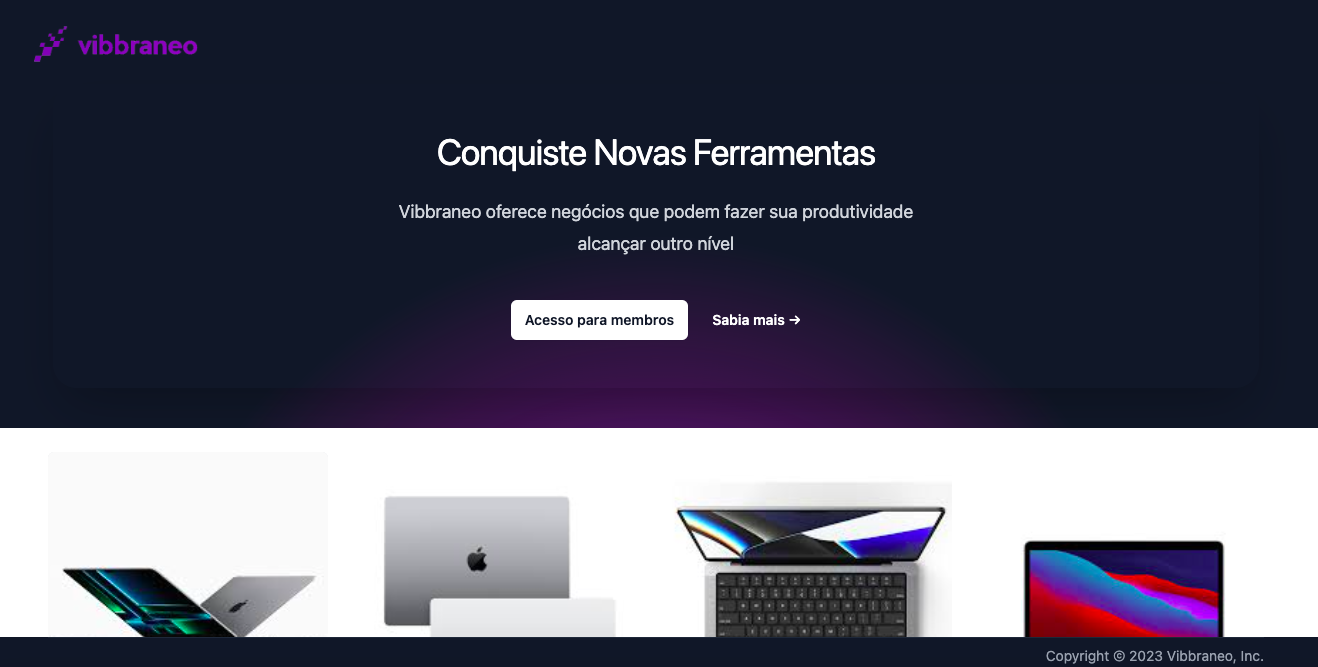 vibbraneo
Conquiste Novas Ferramentas
Vibbraneo oferece negócios que podem fazer sua produtividade
alcançar outro nível
Acesso para membros
Sabia mais →
Copyright © 2023 Vibbraneo, Inc.